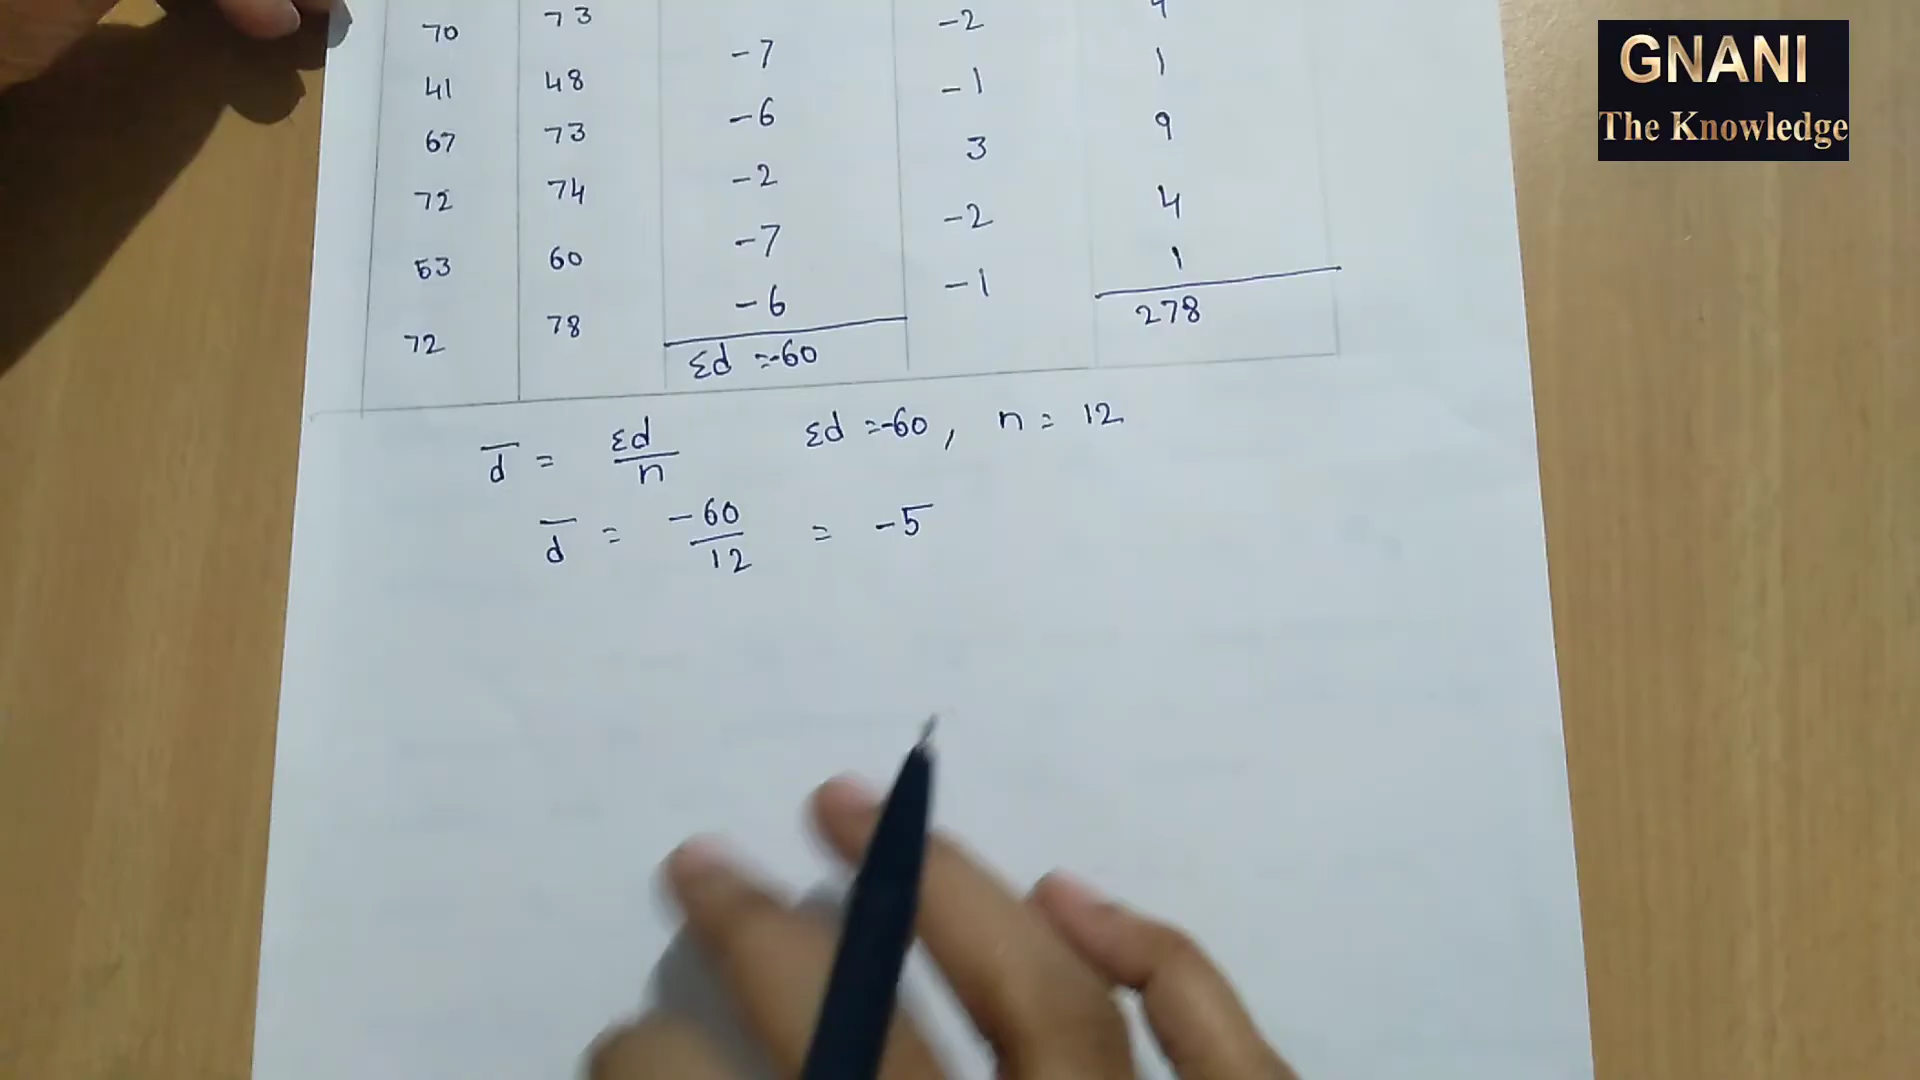 GNANI
The Knowledge
70 73 -2
-7 1
41 48 -1
-6 9
67 73 3
-2 4
72 74 -2
-7 1
53 60 -1
-6 278
72 78
Σd =-60
d̅ = Σd/n Σd =-60, n = 12
d̅ = -60/12 = -5